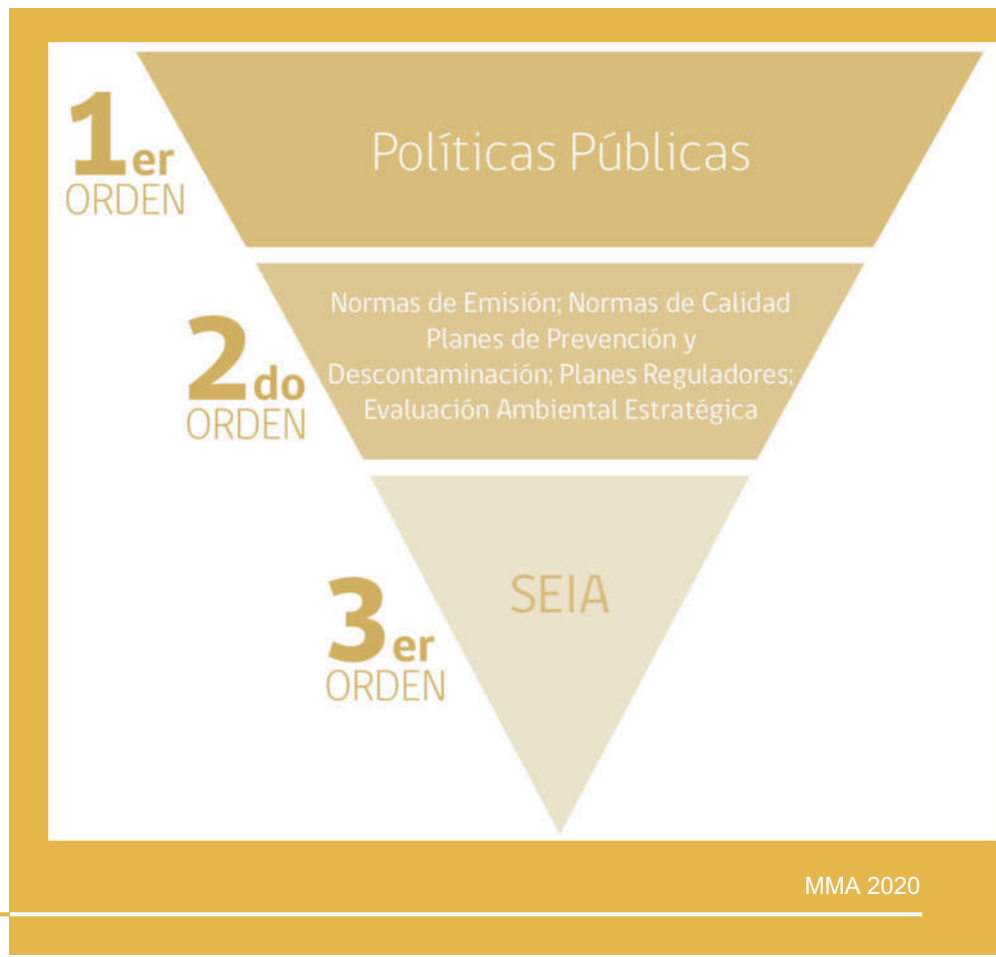 1er
ORDEN
Políticas Públicas
2do
ORDEN
Normas de Emisión; Normas de Calidad
Planes de Prevención y
Descontaminación; Planes Reguladores;
Evaluación Ambiental Estratégica
3er
ORDEN
SEIA
MMA 2020